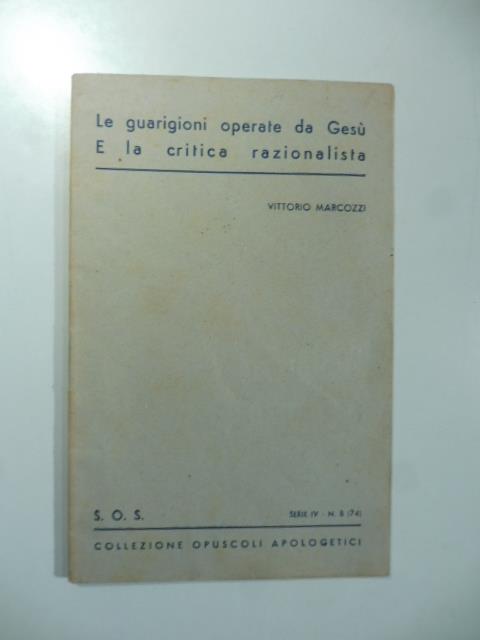 Le guarigioni operate da Gesù
E la critica razionalista
VITTORIO MARCOZZI
S. O. S.
SERIE IV - N. 8 (74)
COLLEZIONE OPUSCOLI APOLOGETICI